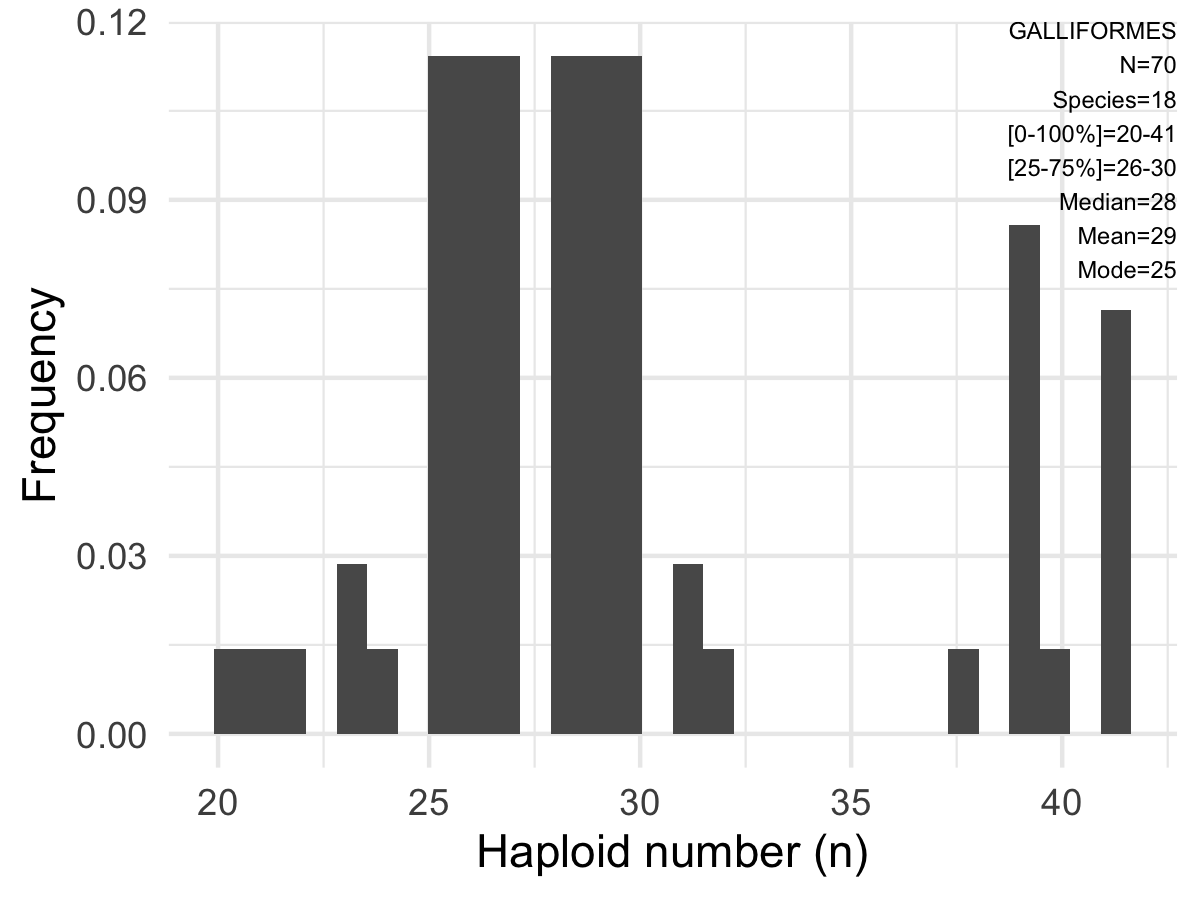 0.12
0.09
0.06
0.03
0.00
Frequency
20 25 30 35 40
Haploid number (n)
GALLIFORMES
N=70
Species=18
[0-100%]=20-41
[25-75%]=26-30
Median=28
Mean=29
Mode=25